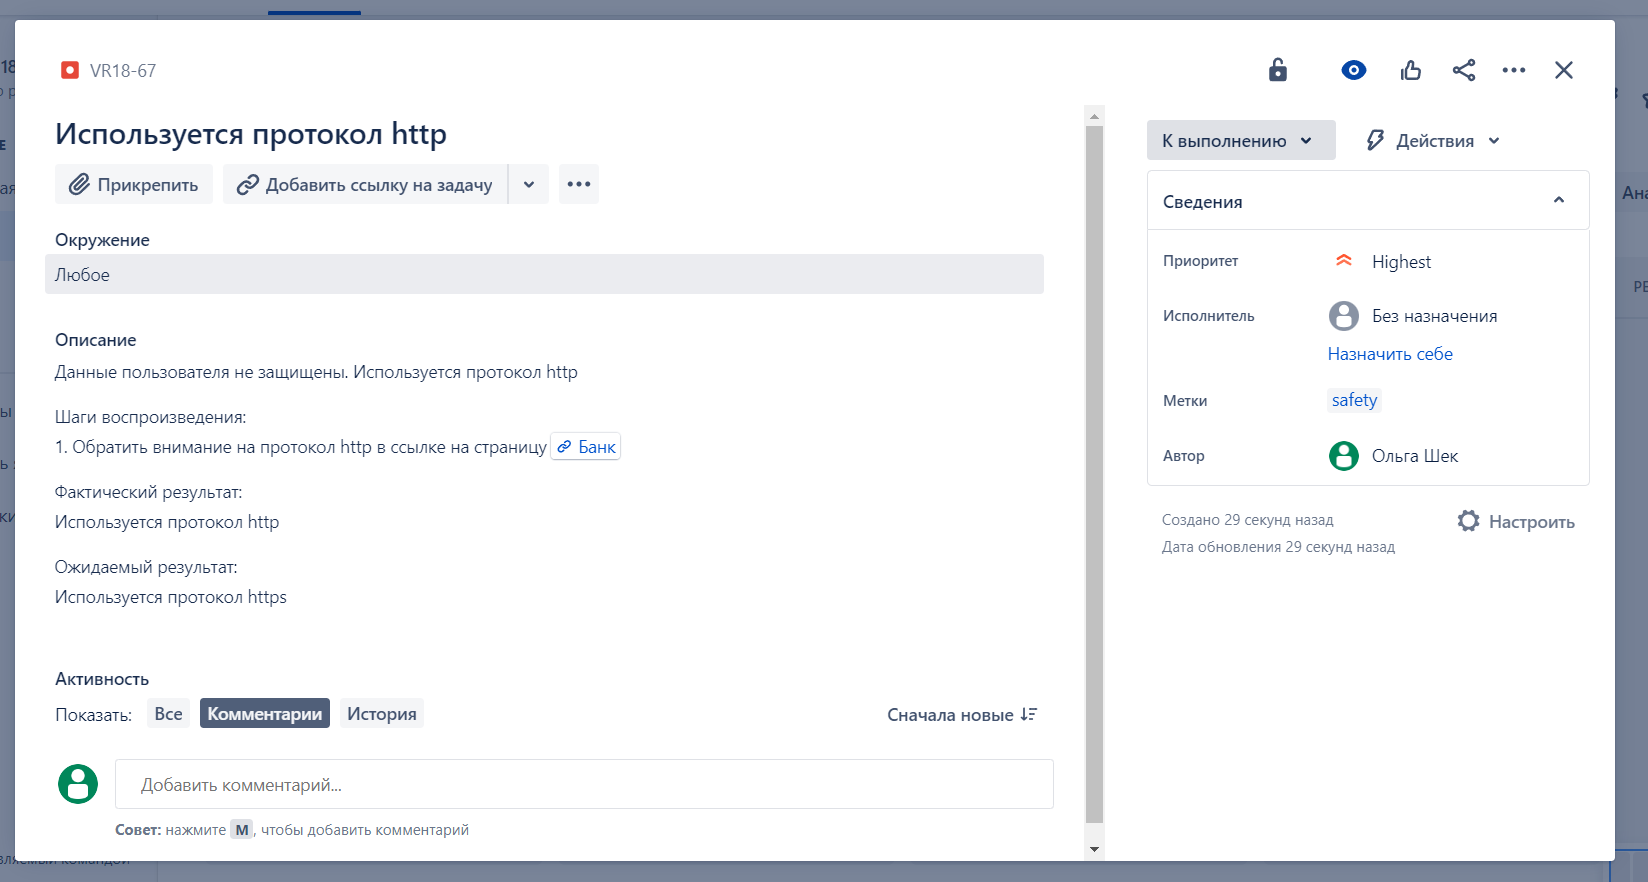 VR18-67
Используется протокол http
Прикрепить
Добавить ссылку на задачу
Окружение
Любое
Описание
Данные пользователя не защищены. Используется протокол http
Шаги воспроизведения:
1. Обратить внимание на протокол http в ссылке на страницу Банк
Фактический результат:
Используется протокол http
Ожидаемый результат:
Используется протокол https
Активность
Показать: Все Комментарии История
Сначала новые
Добавить комментарий...
Совет: нажмите M, чтобы добавить комментарий
К выполнению
Действия
Сведения
Приоритет Highest
Исполнитель Без назначения
Назначить себе
Метки safety
Автор Ольга Шек
Создано 29 секунд назад
Дата обновления 29 секунд назад
Настроить